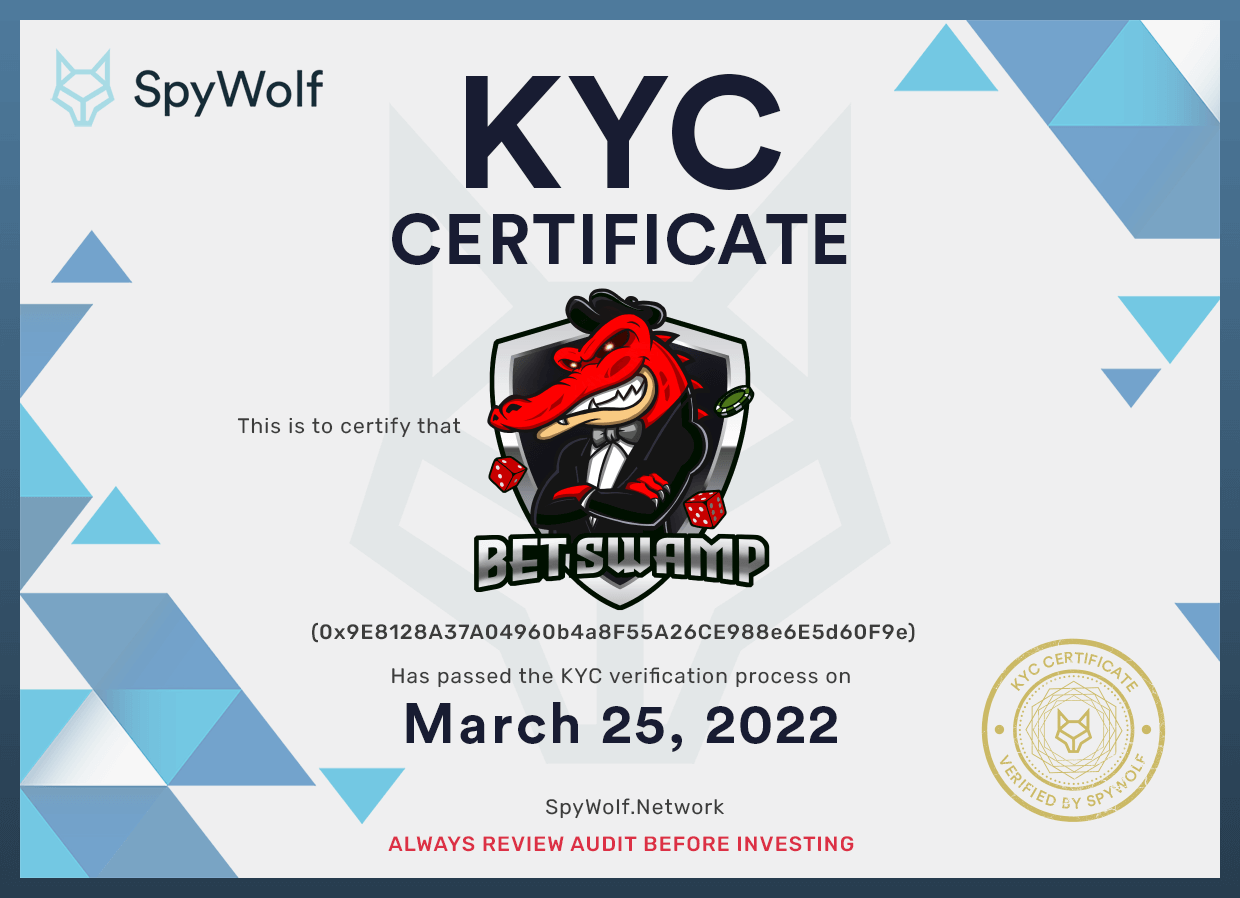 SpyWolf
KYC
CERTIFICATE
This is to certify that
BET SWAMP
(0x9E8128A37A04960b4a8F55A26CE988e6E5d60F9e)
Has passed the KYC verification process on
March 25, 2022
KYC CERTIFICATE
VERIFIED BY SPYWOLF
SpyWolf.Network
ALWAYS REVIEW AUDIT BEFORE INVESTING